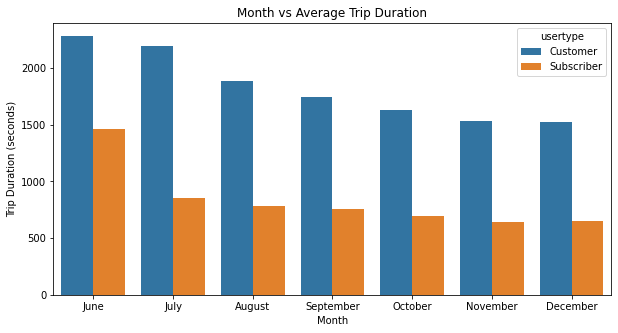 Month vs Average Trip Duration
usertype
Customer
Subscriber
Trip Duration (seconds)
2000
1500
1000
500
0
June July August September October November December
Month